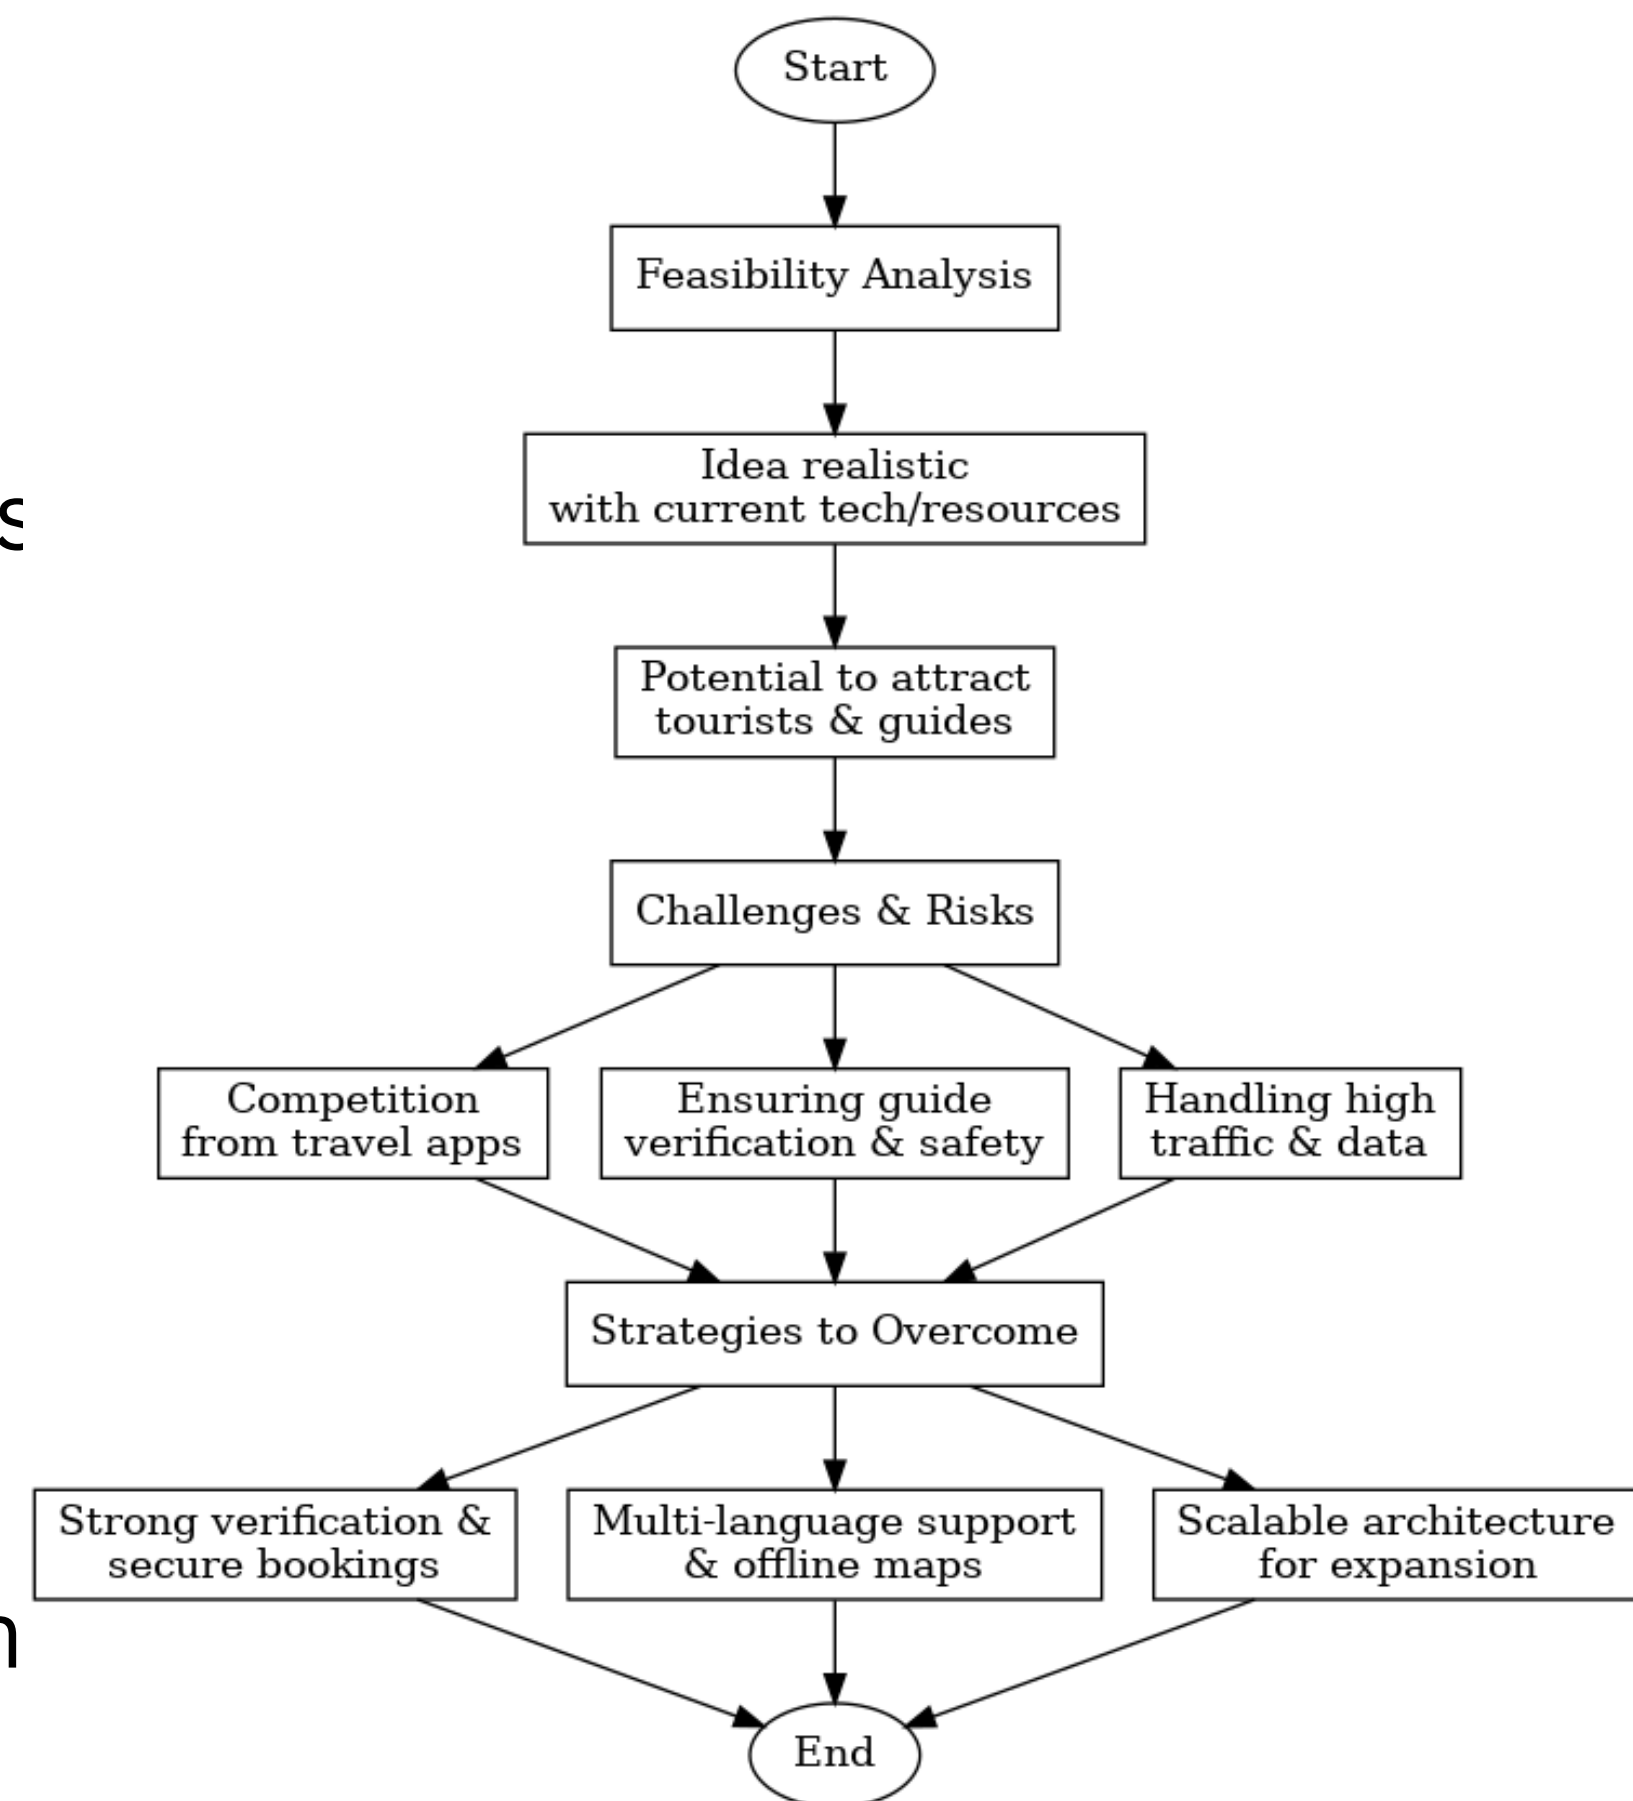 Start
Feasibility Analysis
Idea realistic
with current tech/resources
s
Potential to attract
tourists & guides
Challenges & Risks
Competition
from travel apps
Ensuring guide
verification & safety
Handling high
traffic & data
Strategies to Overcome
Strong verification &
secure bookings
Multi-language support
& offline maps
Scalable architecture
for expansion
n
End